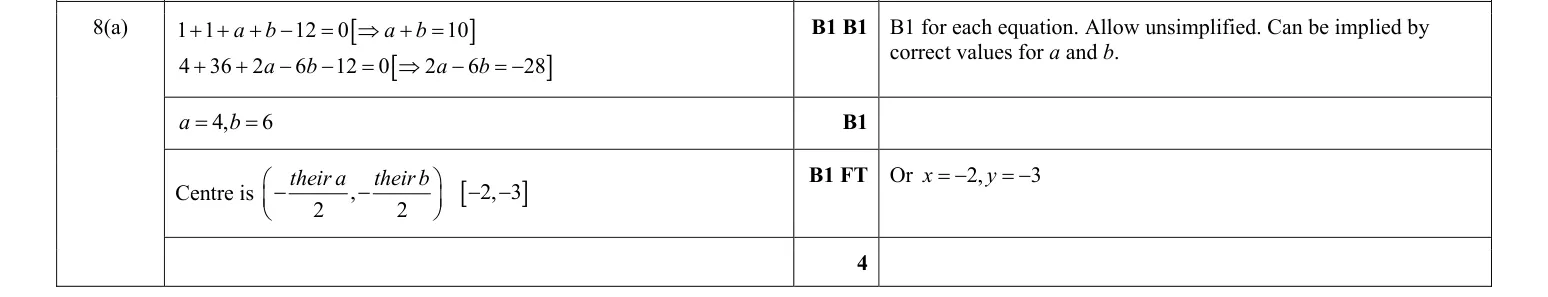 8(a)
1+1+a+b−12=0[⇒a+b=10]
4+36+2a−6b−12=0[⇒2a−6b=−28]
B1 B1
B1 for each equation. Allow unsimplified. Can be implied by
correct values for a and b.
a=4,b=6
B1
Centre is (−their a/2,−their b/2) [−2,−3]
B1 FT
Or x=−2,y=−3
4